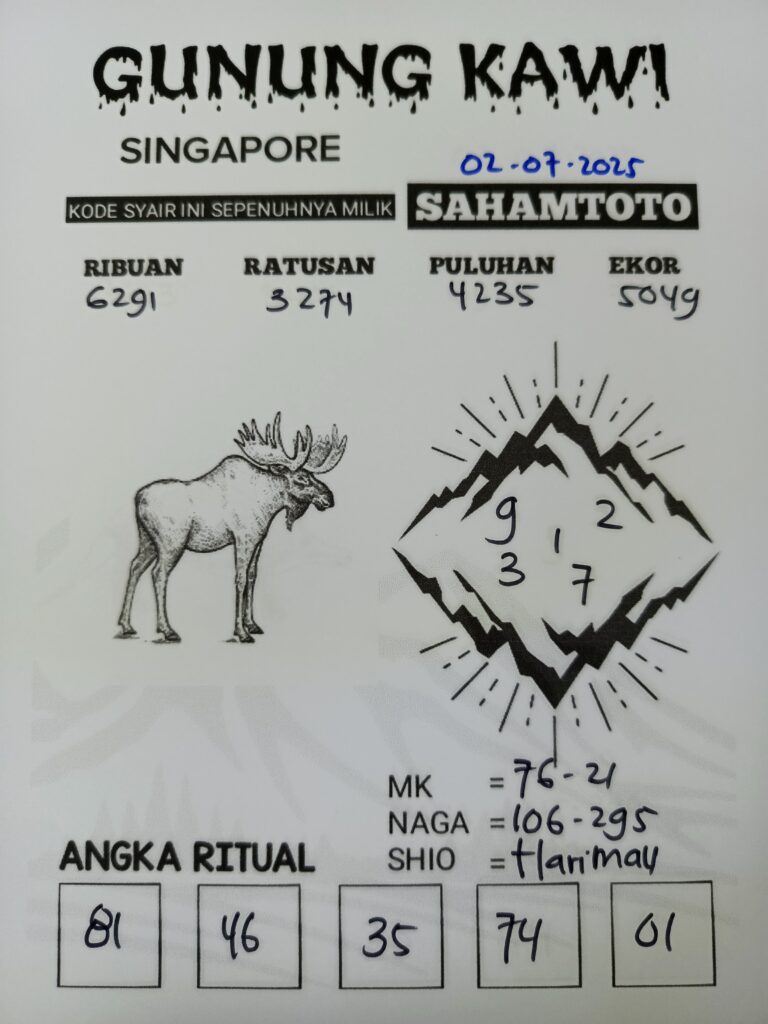 GUNUNG KAWI
SINGAPORE
02-07-2025
KODE SYAIR INI SEPENUHNYA MILIK SAHAMTOTO
RIBUAN RATUSAN PULUHAN EKOR
6291 3274 4235 5049
9 2
1
3 7
MK = 76-21
NAGA = 106-295
SHIO = Harimau
ANGKA RITUAL
81 46 35 74 01